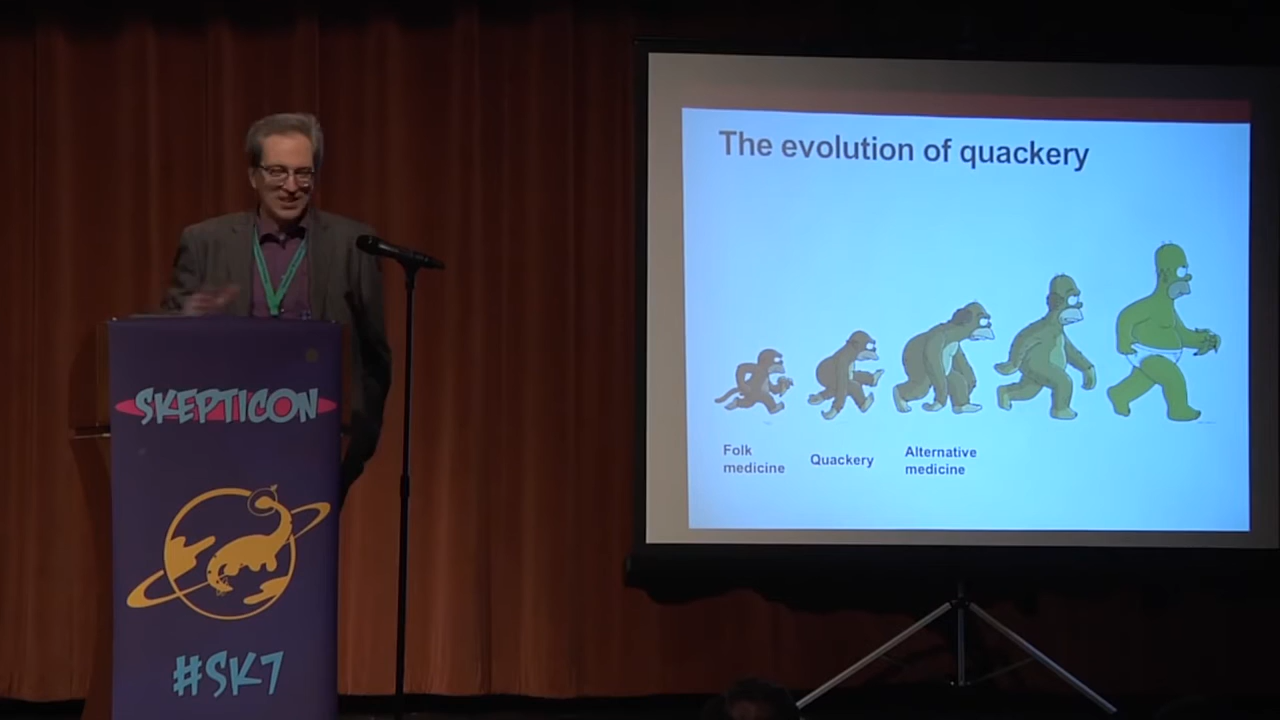 The evolution of quackery
Folk
medicine
Quackery
Alternative
medicine
SKEPTICON
#SK7